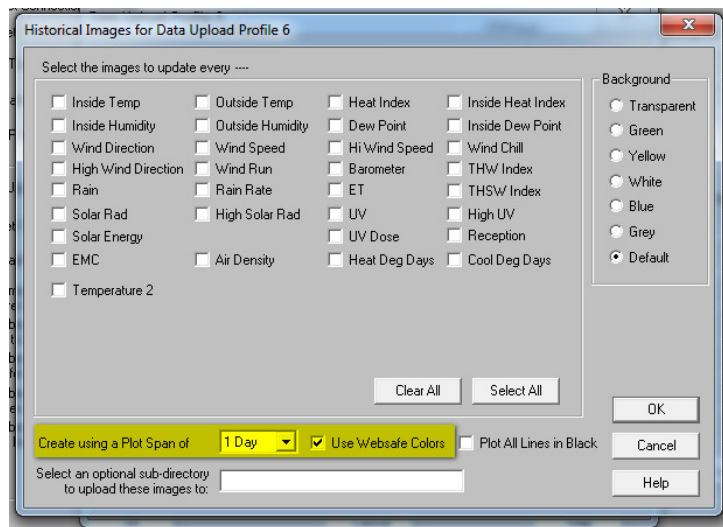 Historical Images for Data Upload Profile 6
Select the images to update every ----
Background
Inside Temp Outside Temp Heat Index Inside Heat Index
Transparent
Inside Humidity Outside Humidity Dew Point Inside Dew Point
Green
Wind Direction Wind Speed Hi Wind Speed Wind Chill
Yellow
High Wind Direction Wind Run Barometer THW Index
White
Rain Rain Rate ET THSW Index
Blue
Solar Rad High Solar Rad UV High UV
Grey
Solar Energy UV Dose Reception
Default
EMC Air Density Heat Deg Days Cool Deg Days
Temperature 2
Clear All Select All
OK
Create using a Plot Span of 1 Day Use Websafe Colors Plot All Lines in Black
Cancel
Select an optional sub-directory
to upload these images to:
Help